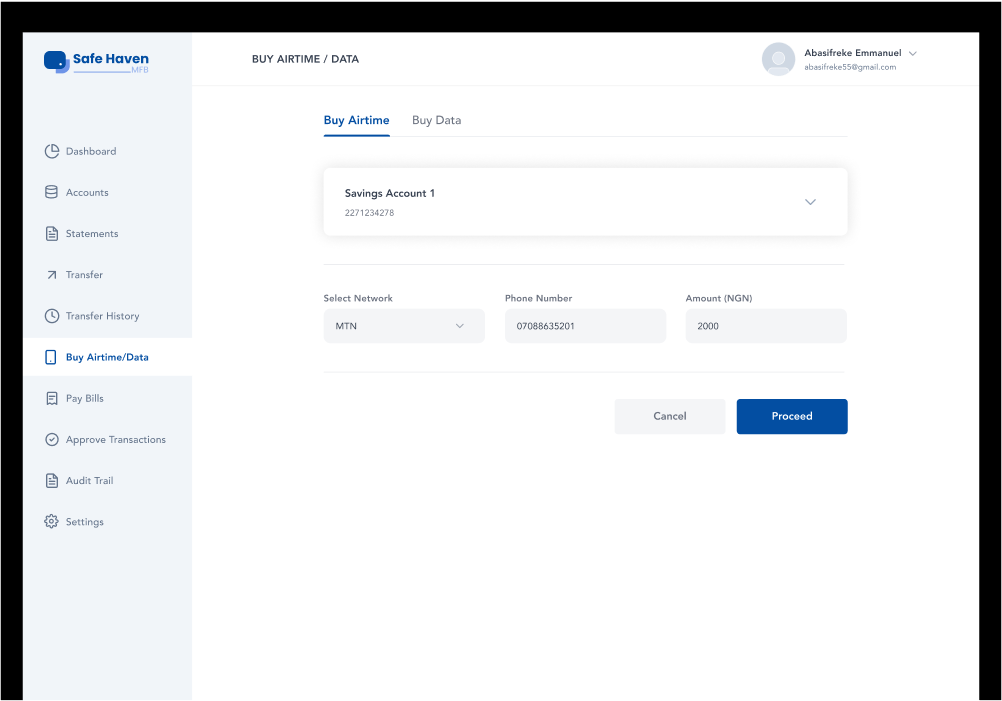 Safe Haven
MFB
BUY AIRTIME / DATA
Abasifreke Emmanuel
abasifreke55@gmail.com
Dashboard
Accounts
Statements
Transfer
Transfer History
Buy Airtime/Data
Pay Bills
Approve Transactions
Audit Trail
Settings
Buy Airtime Buy Data
Savings Account 1
2271234278
Select Network Phone Number Amount (NGN)
MTN 07088635201 2000
Cancel Proceed